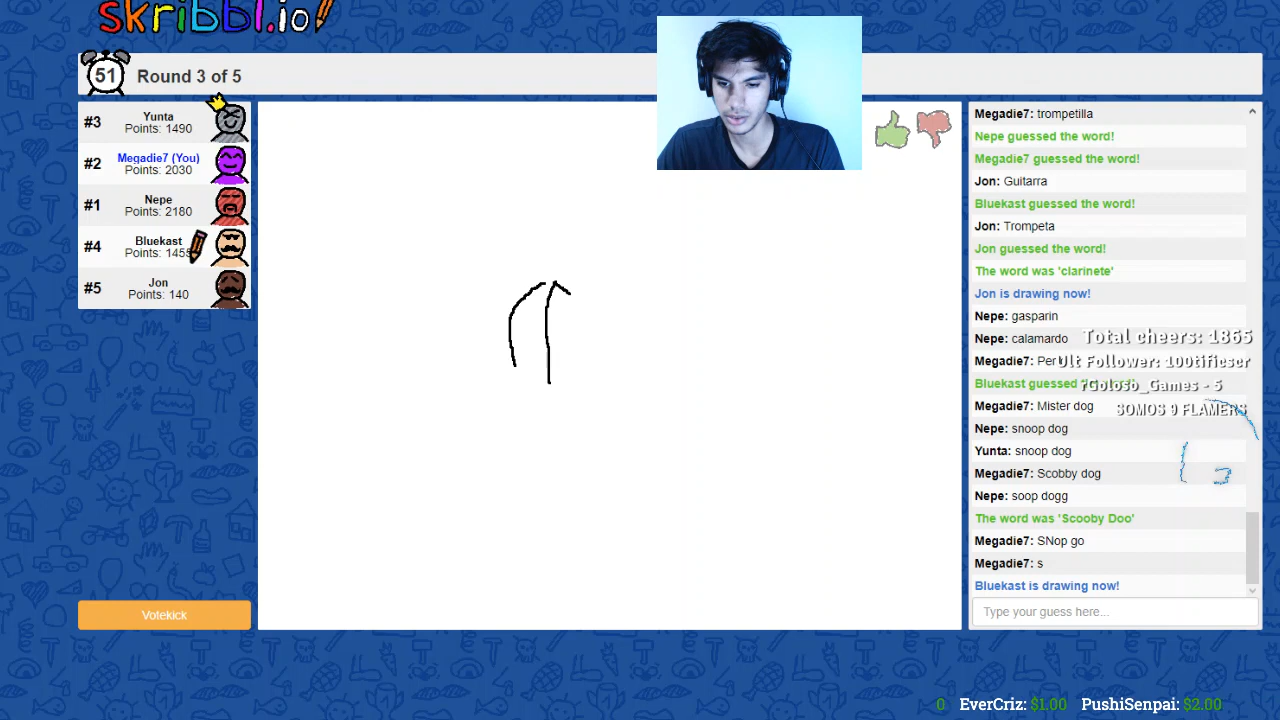 skribbl.io
51 Round 3 of 5
#3 Yunta
Points: 1490
#2 Megadie7 (You)
Points: 2030
#1 Nepe
Points: 2180
#4 Bluekast
Points: 1455
#5 Jon
Points: 140
Votekick
Megadie7: trompetilla
Nepe guessed the word!
Megadie7 guessed the word!
Jon: Guitarra
Bluekast guessed the word!
Jon: Trompeta
Jon guessed the word!
The word was 'clarinete'
Jon is drawing now!
Nepe: gasparin
Nepe: calamardo
Total cheers: 1865
Megadie7:
Ult Follower: 100tificscr
Bluekast guessed
rGoloso_Games - 5
Megadie7: Mister dog
SOMOS 9 FLAMERS
Nepe: snoop dog
Yunta: snoop dog
Megadie7: Scobby dog
Nepe: soop dogg
The word was 'Scooby Doo'
Megadie7: SNop go
Megadie7: s
Bluekast is drawing now!
Type your guess here...
0 EverCriz: $1.00 PushiSenpai: $2.00